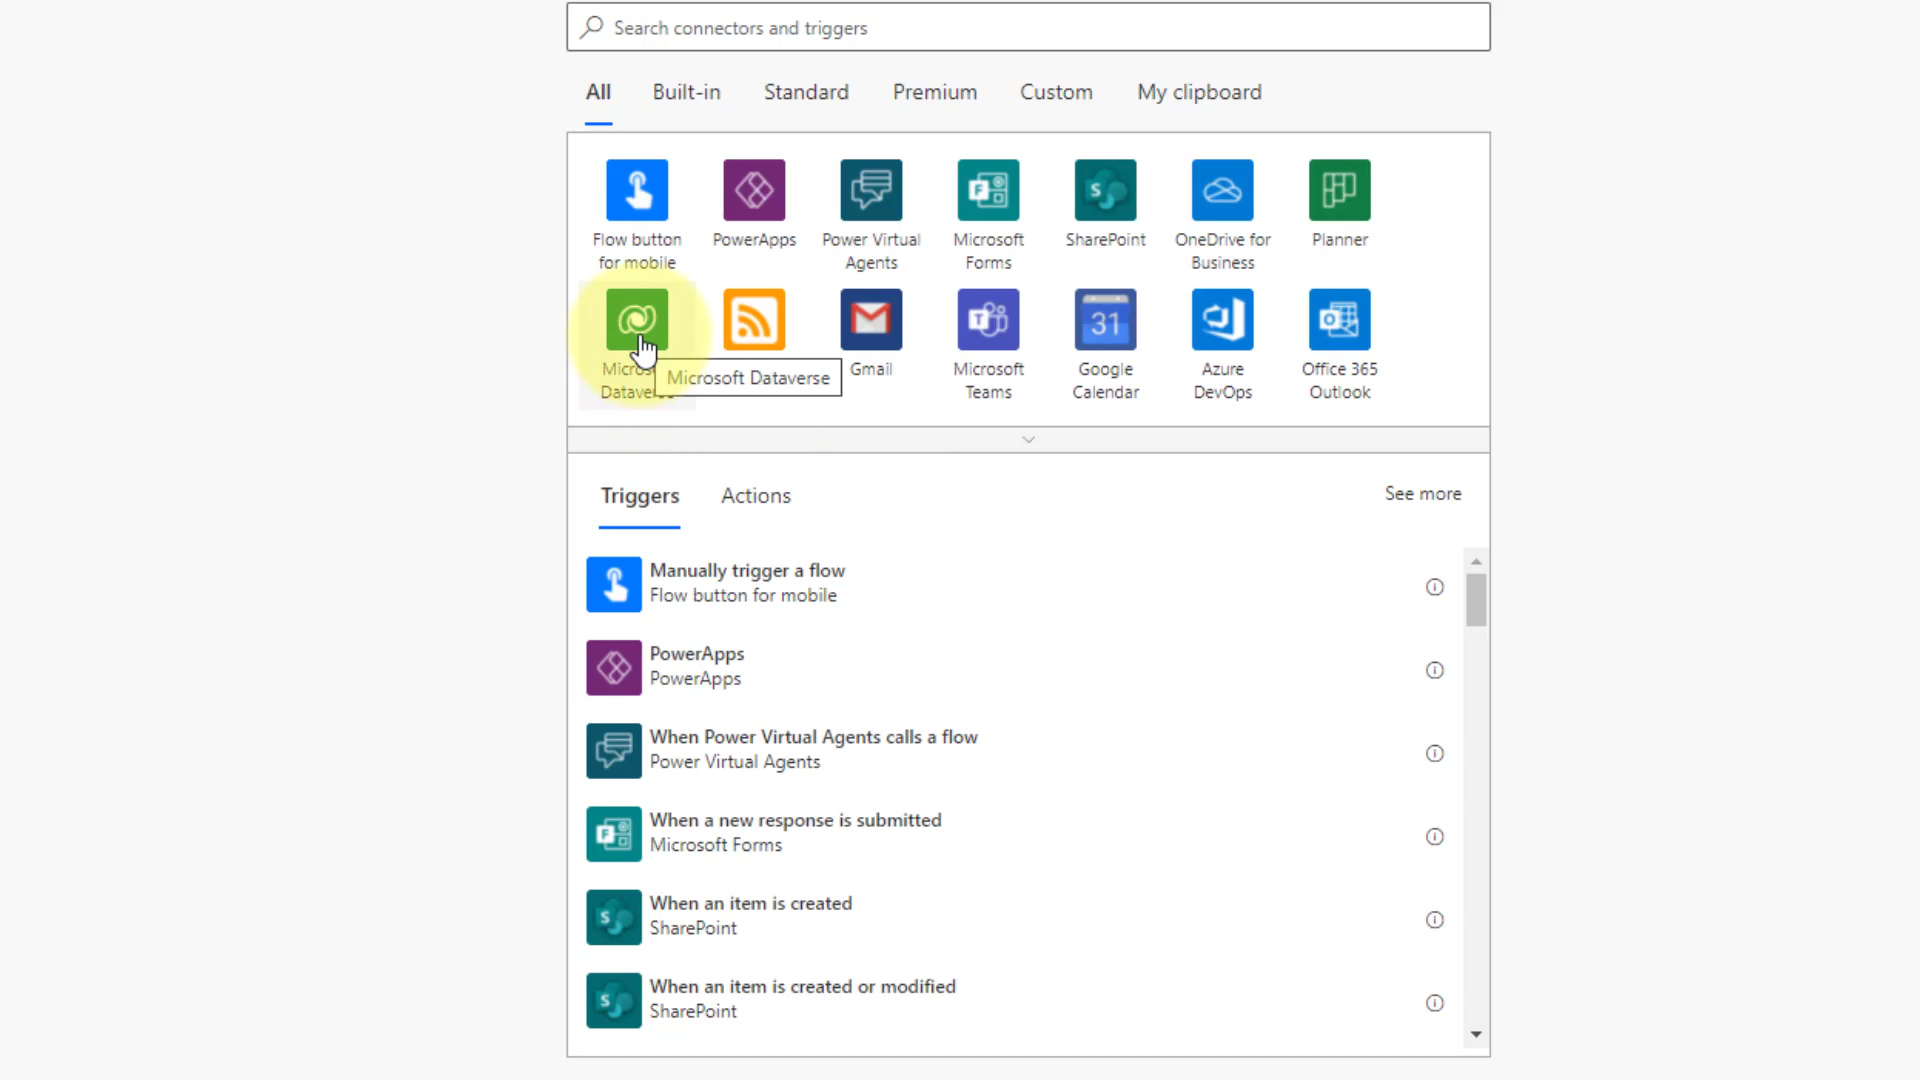 Search connectors and triggers
All Built-in Standard Premium Custom My clipboard
Flow button PowerApps Power Virtual Microsoft SharePoint OneDrive for Planner
for mobile Agents Forms Business
Gmail Microsoft Google Azure Office 365
Microsoft Dataverse
Teams Calendar DevOps Outlook
Triggers Actions See more
Manually trigger a flow
Flow button for mobile
PowerApps
PowerApps
When Power Virtual Agents calls a flow
Power Virtual Agents
When a new response is submitted
Microsoft Forms
When an item is created
SharePoint
When an item is created or modified
SharePoint